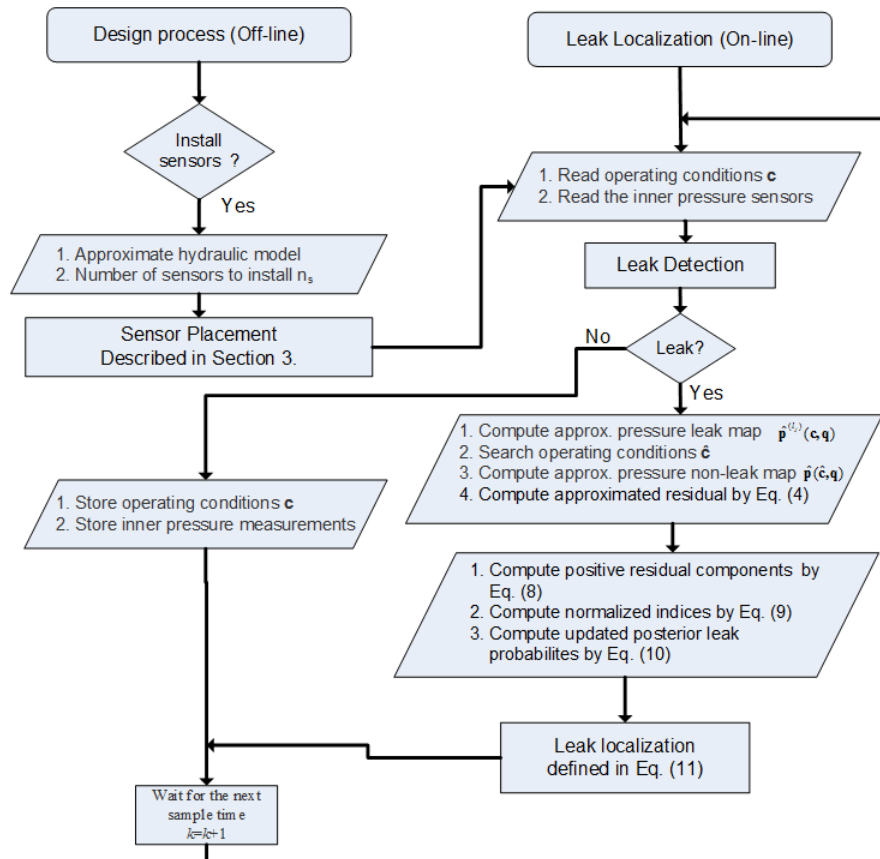 Design process (Off-line)
Install
sensors ?
Yes
1. Approximate hydraulic model
2. Number of sensors to install nₛ
Sensor Placement
Described in Section 3.
Leak Localization (On-line)
1. Read operating conditions c
2. Read the inner pressure sensors
Leak Detection
Leak?
No
Yes
1. Compute approx. pressure leak map p̂^(l_j)(c,q)
2. Search operating conditions ĉ
3. Compute approx. pressure non-leak map p̂(ĉ,q)
4. Compute approximated residual by Eq. (4)
1. Store operating conditions c
2. Store inner pressure measurements
1. Compute positive residual components by
Eq. (8)
2. Compute normalized indices by Eq. (9)
3. Compute updated posterior leak
probabilites by Eq. (10)
Leak localization
defined in Eq. (11)
Wait for the next
sample time
k=k+1